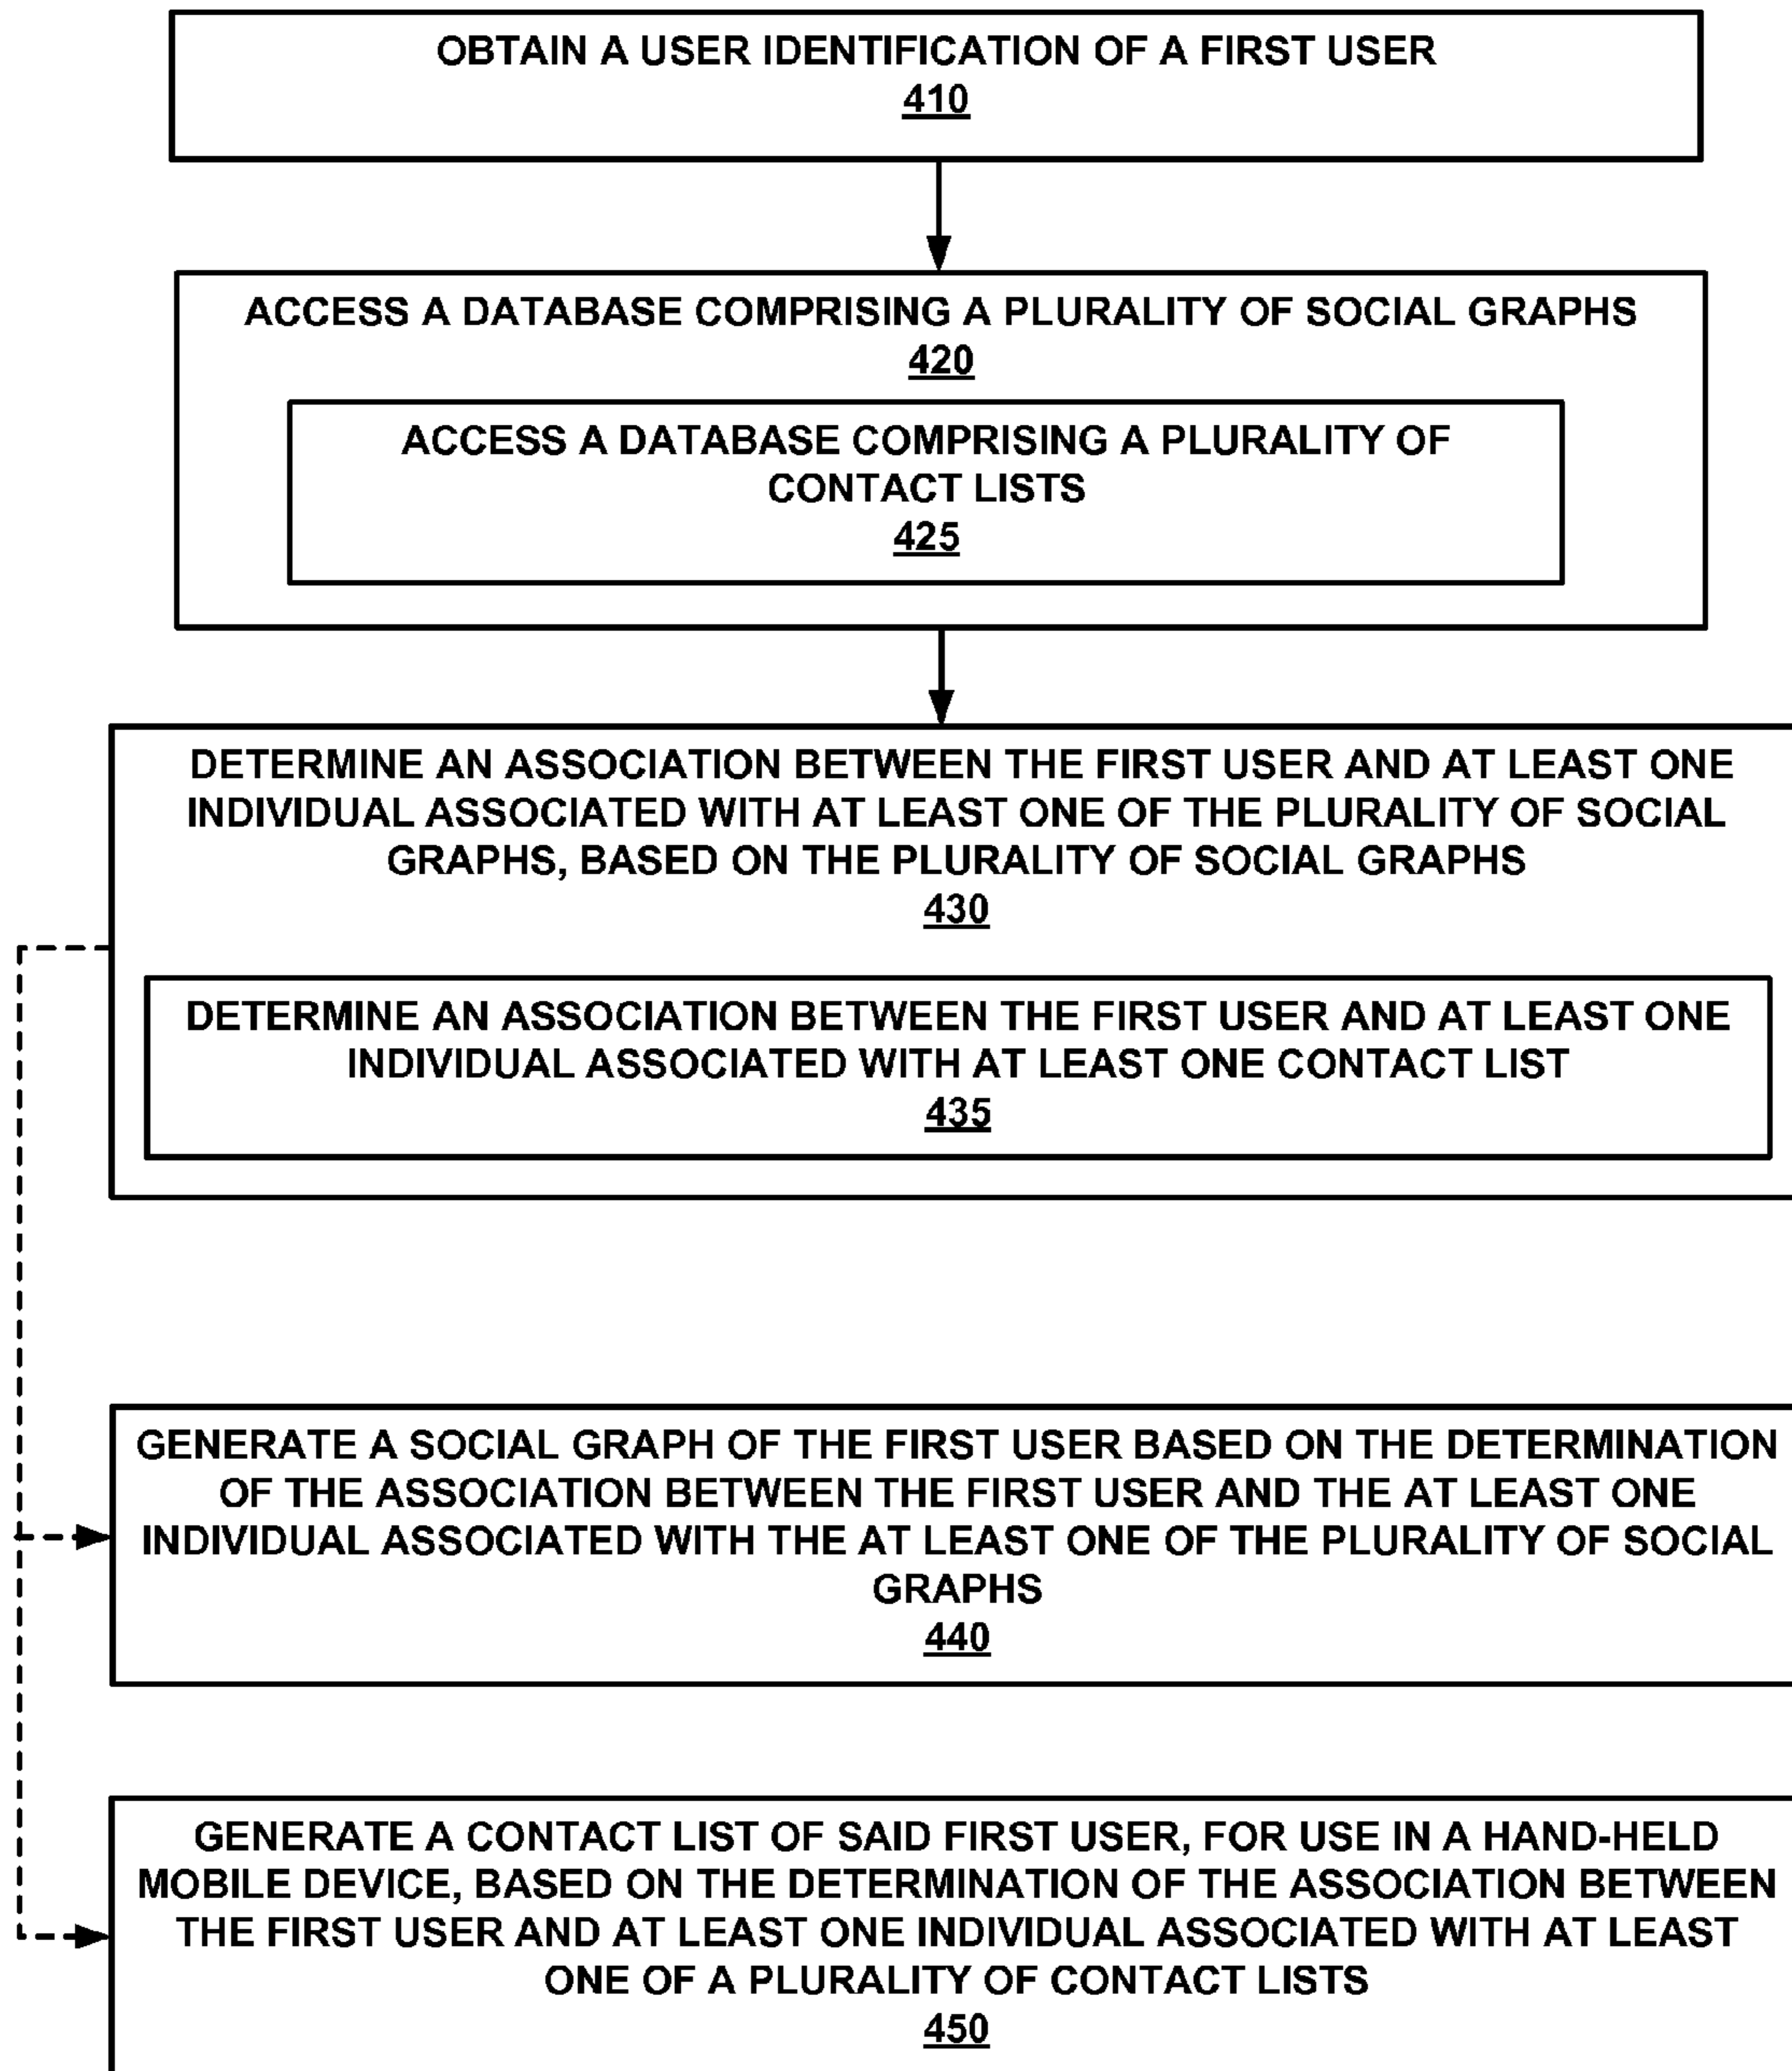 OBTAIN A USER IDENTIFICATION OF A FIRST USER
410
ACCESS A DATABASE COMPRISING A PLURALITY OF SOCIAL GRAPHS
420
ACCESS A DATABASE COMPRISING A PLURALITY OF
CONTACT LISTS
425
DETERMINE AN ASSOCIATION BETWEEN THE FIRST USER AND AT LEAST ONE
INDIVIDUAL ASSOCIATED WITH AT LEAST ONE OF THE PLURALITY OF SOCIAL
GRAPHS, BASED ON THE PLURALITY OF SOCIAL GRAPHS
430
DETERMINE AN ASSOCIATION BETWEEN THE FIRST USER AND AT LEAST ONE
INDIVIDUAL ASSOCIATED WITH AT LEAST ONE CONTACT LIST
435
GENERATE A SOCIAL GRAPH OF THE FIRST USER BASED ON THE DETERMINATION
OF THE ASSOCIATION BETWEEN THE FIRST USER AND THE AT LEAST ONE
INDIVIDUAL ASSOCIATED WITH THE AT LEAST ONE OF THE PLURALITY OF SOCIAL
GRAPHS
440
GENERATE A CONTACT LIST OF SAID FIRST USER, FOR USE IN A HAND-HELD
MOBILE DEVICE, BASED ON THE DETERMINATION OF THE ASSOCIATION BETWEEN
THE FIRST USER AND AT LEAST ONE INDIVIDUAL ASSOCIATED WITH AT LEAST
ONE OF A PLURALITY OF CONTACT LISTS
450